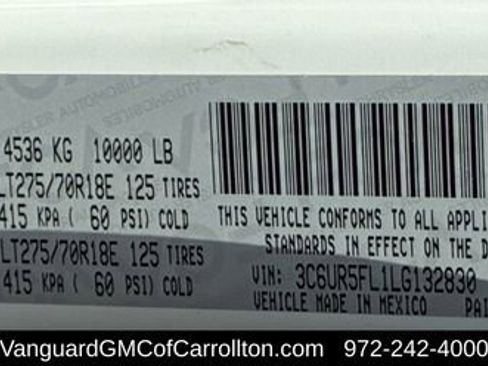 4536 KG 10000 LB
LT275/70R18E 125 TIRES
415 KPA ( 60 PSI) COLD
LT275/70R18E 125 TIRES
415 KPA ( 60 PSI) COLD
THIS VEHICLE CONFORMS TO ALL APPLI
STANDARDS IN EFFECT ON THE D
VIN: 3C6UR5FL1LG132830
VEHICLE MADE IN MEXICO PAI
VanguardGMCofCarrollton.com 972-242-4000